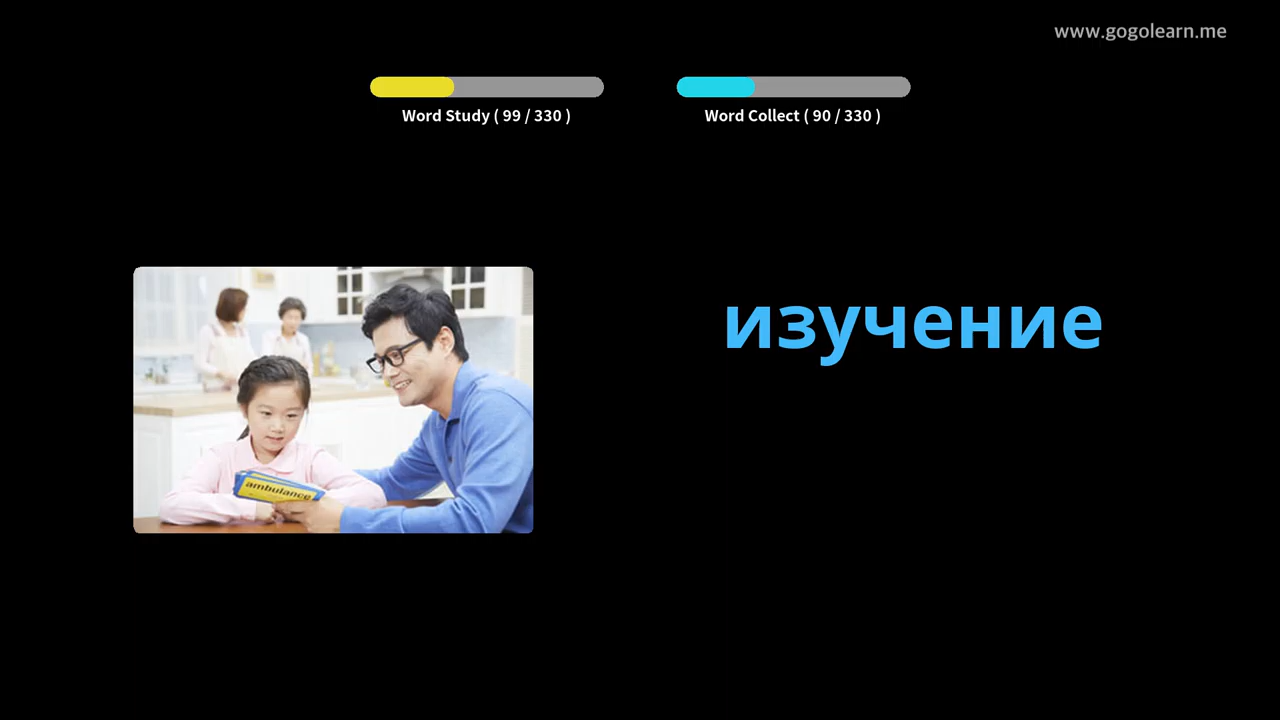 www.gogolearn.me
Word Study ( 99 / 330 )
Word Collect ( 90 / 330 )
изучение
ambulance